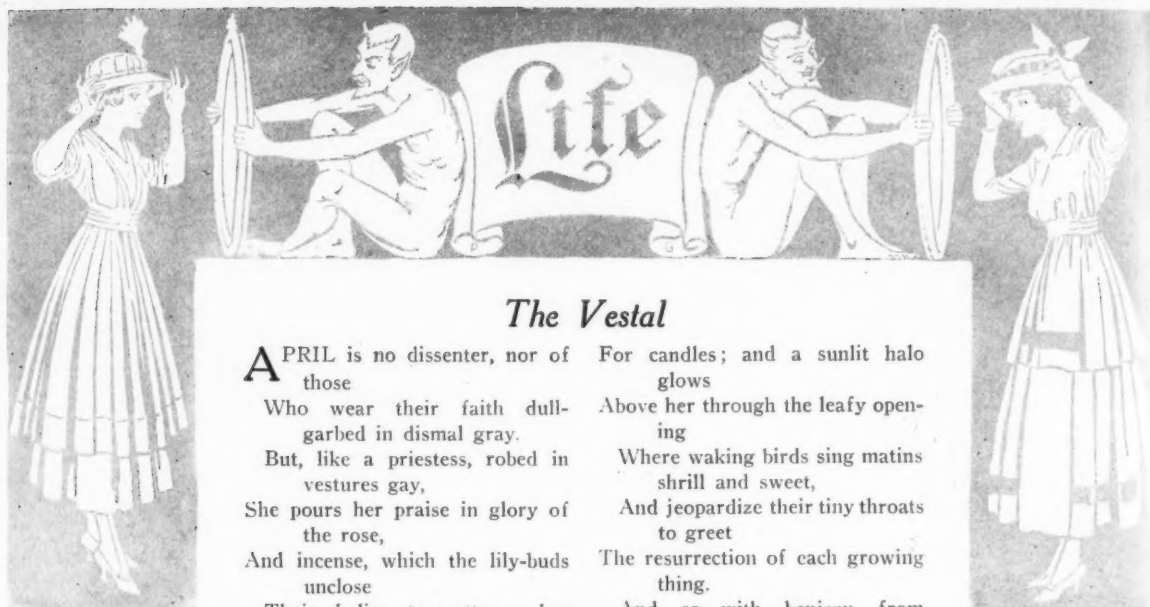 Life
The Vestal
APRIL is no dissenter, nor of
those
Who wear their faith dull-
garbed in dismal gray.
But, like a priestess, robed in
vestures gay,
She pours her praise in glory of
the rose,
And incense, which the lily-buds
unclose
For candles; and a sunlit halo
glows
Above her through the leafy open-
ing
Where waking birds sing matins
shrill and sweet,
And jeopardize their tiny throats
to greet
The resurrection of each growing
thing.